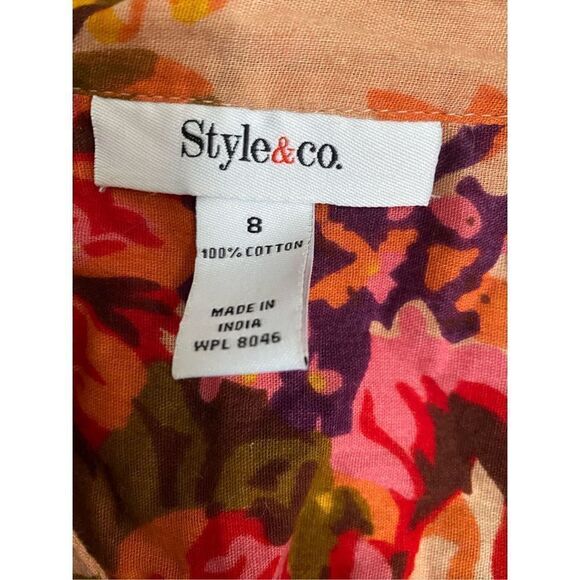 Style&co.
8
100% COTTON
MADE IN
INDIA
WPL 8046